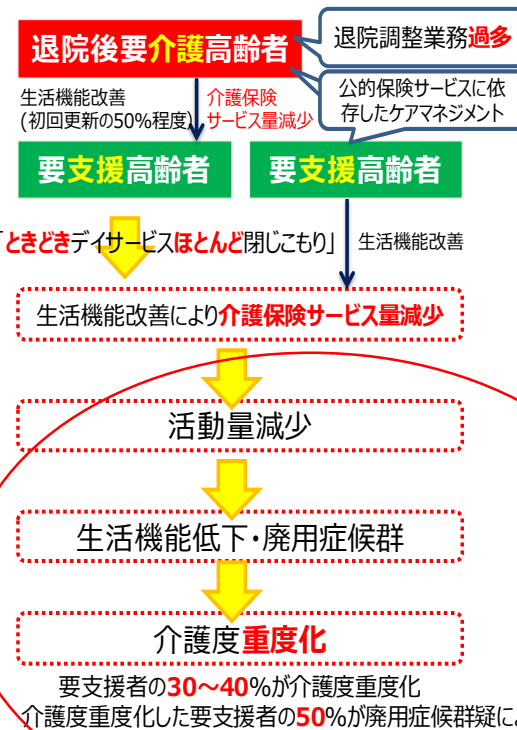 退院後要介護高齢者
退院調整業務過多
生活機能改善
(初回更新の50%程度)
介護保険
サービス量減少
公的保険サービスに依
存したケアマネジメント
要支援高齢者
要支援高齢者
「ときどきデイサービスほとんど閉じこもり」
生活機能改善
生活機能改善により介護保険サービス量減少
活動量減少
生活機能低下・廃用症候群
介護度重度化
要支援者の30～40%が介護度重度化
介護度重度化した要支援者の50%が廃用症候群疑に